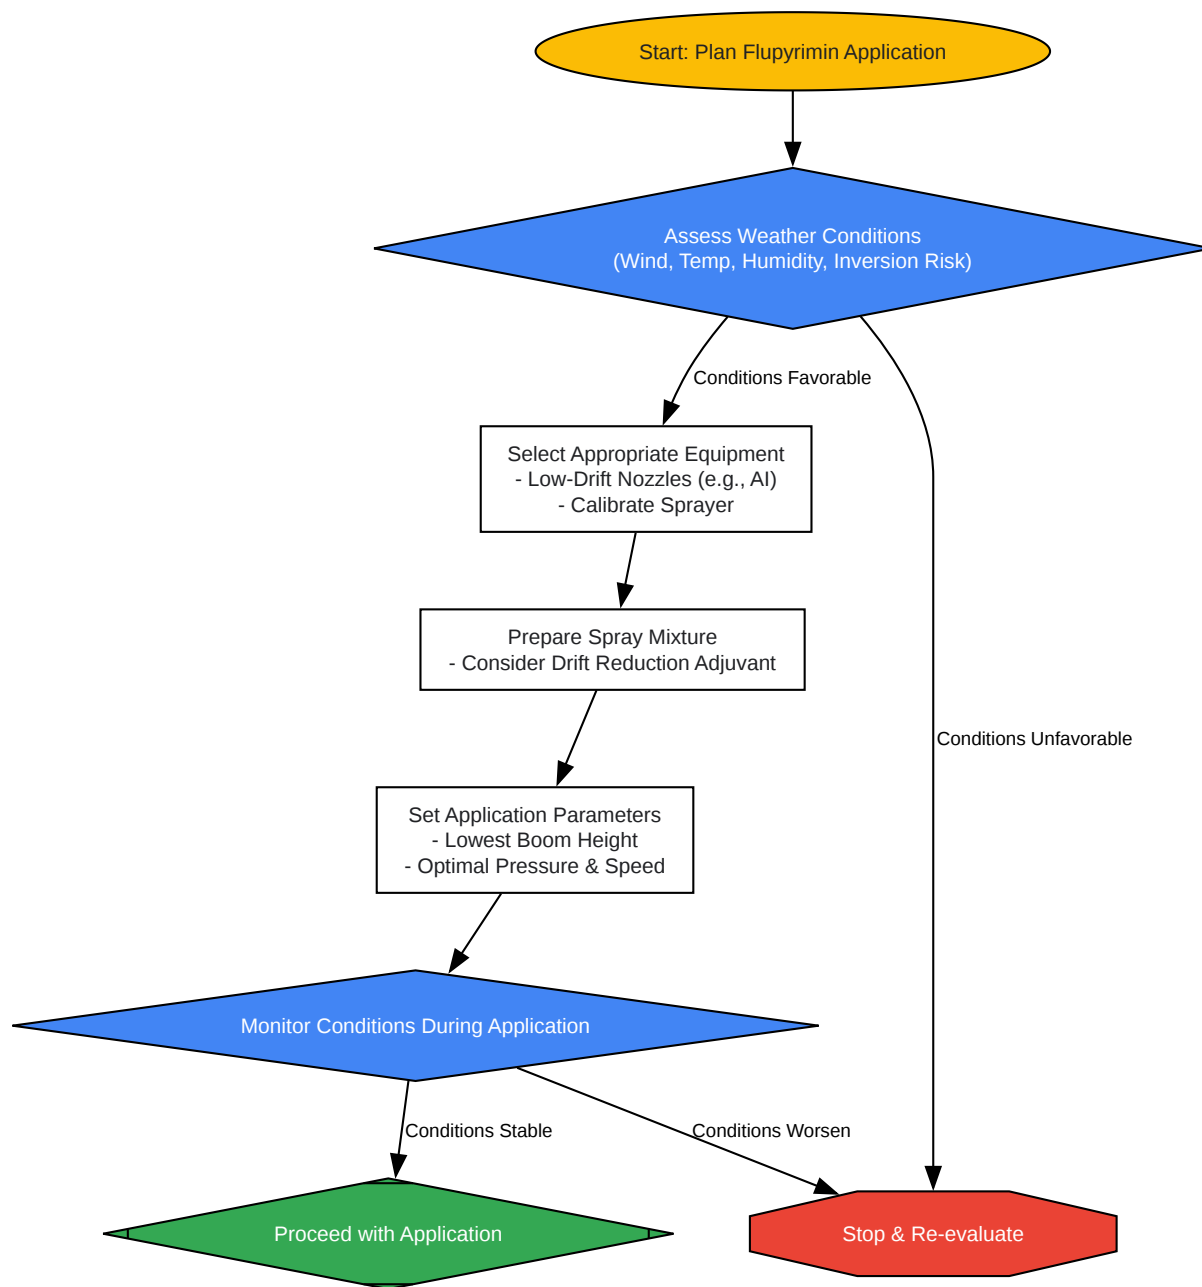 Start: Plan Flupyrimin Application
Assess Weather Conditions
(Wind, Temp, Humidity, Inversion Risk)
Conditions Favorable
Select Appropriate Equipment
- Low-Drift Nozzles (e.g., AI)
- Calibrate Sprayer
Prepare Spray Mixture
- Consider Drift Reduction Adjuvant
Conditions Unfavorable
Set Application Parameters
- Lowest Boom Height
- Optimal Pressure & Speed
Monitor Conditions During Application
Conditions Stable
Conditions Worsen
Proceed with Application
Stop & Re-evaluate